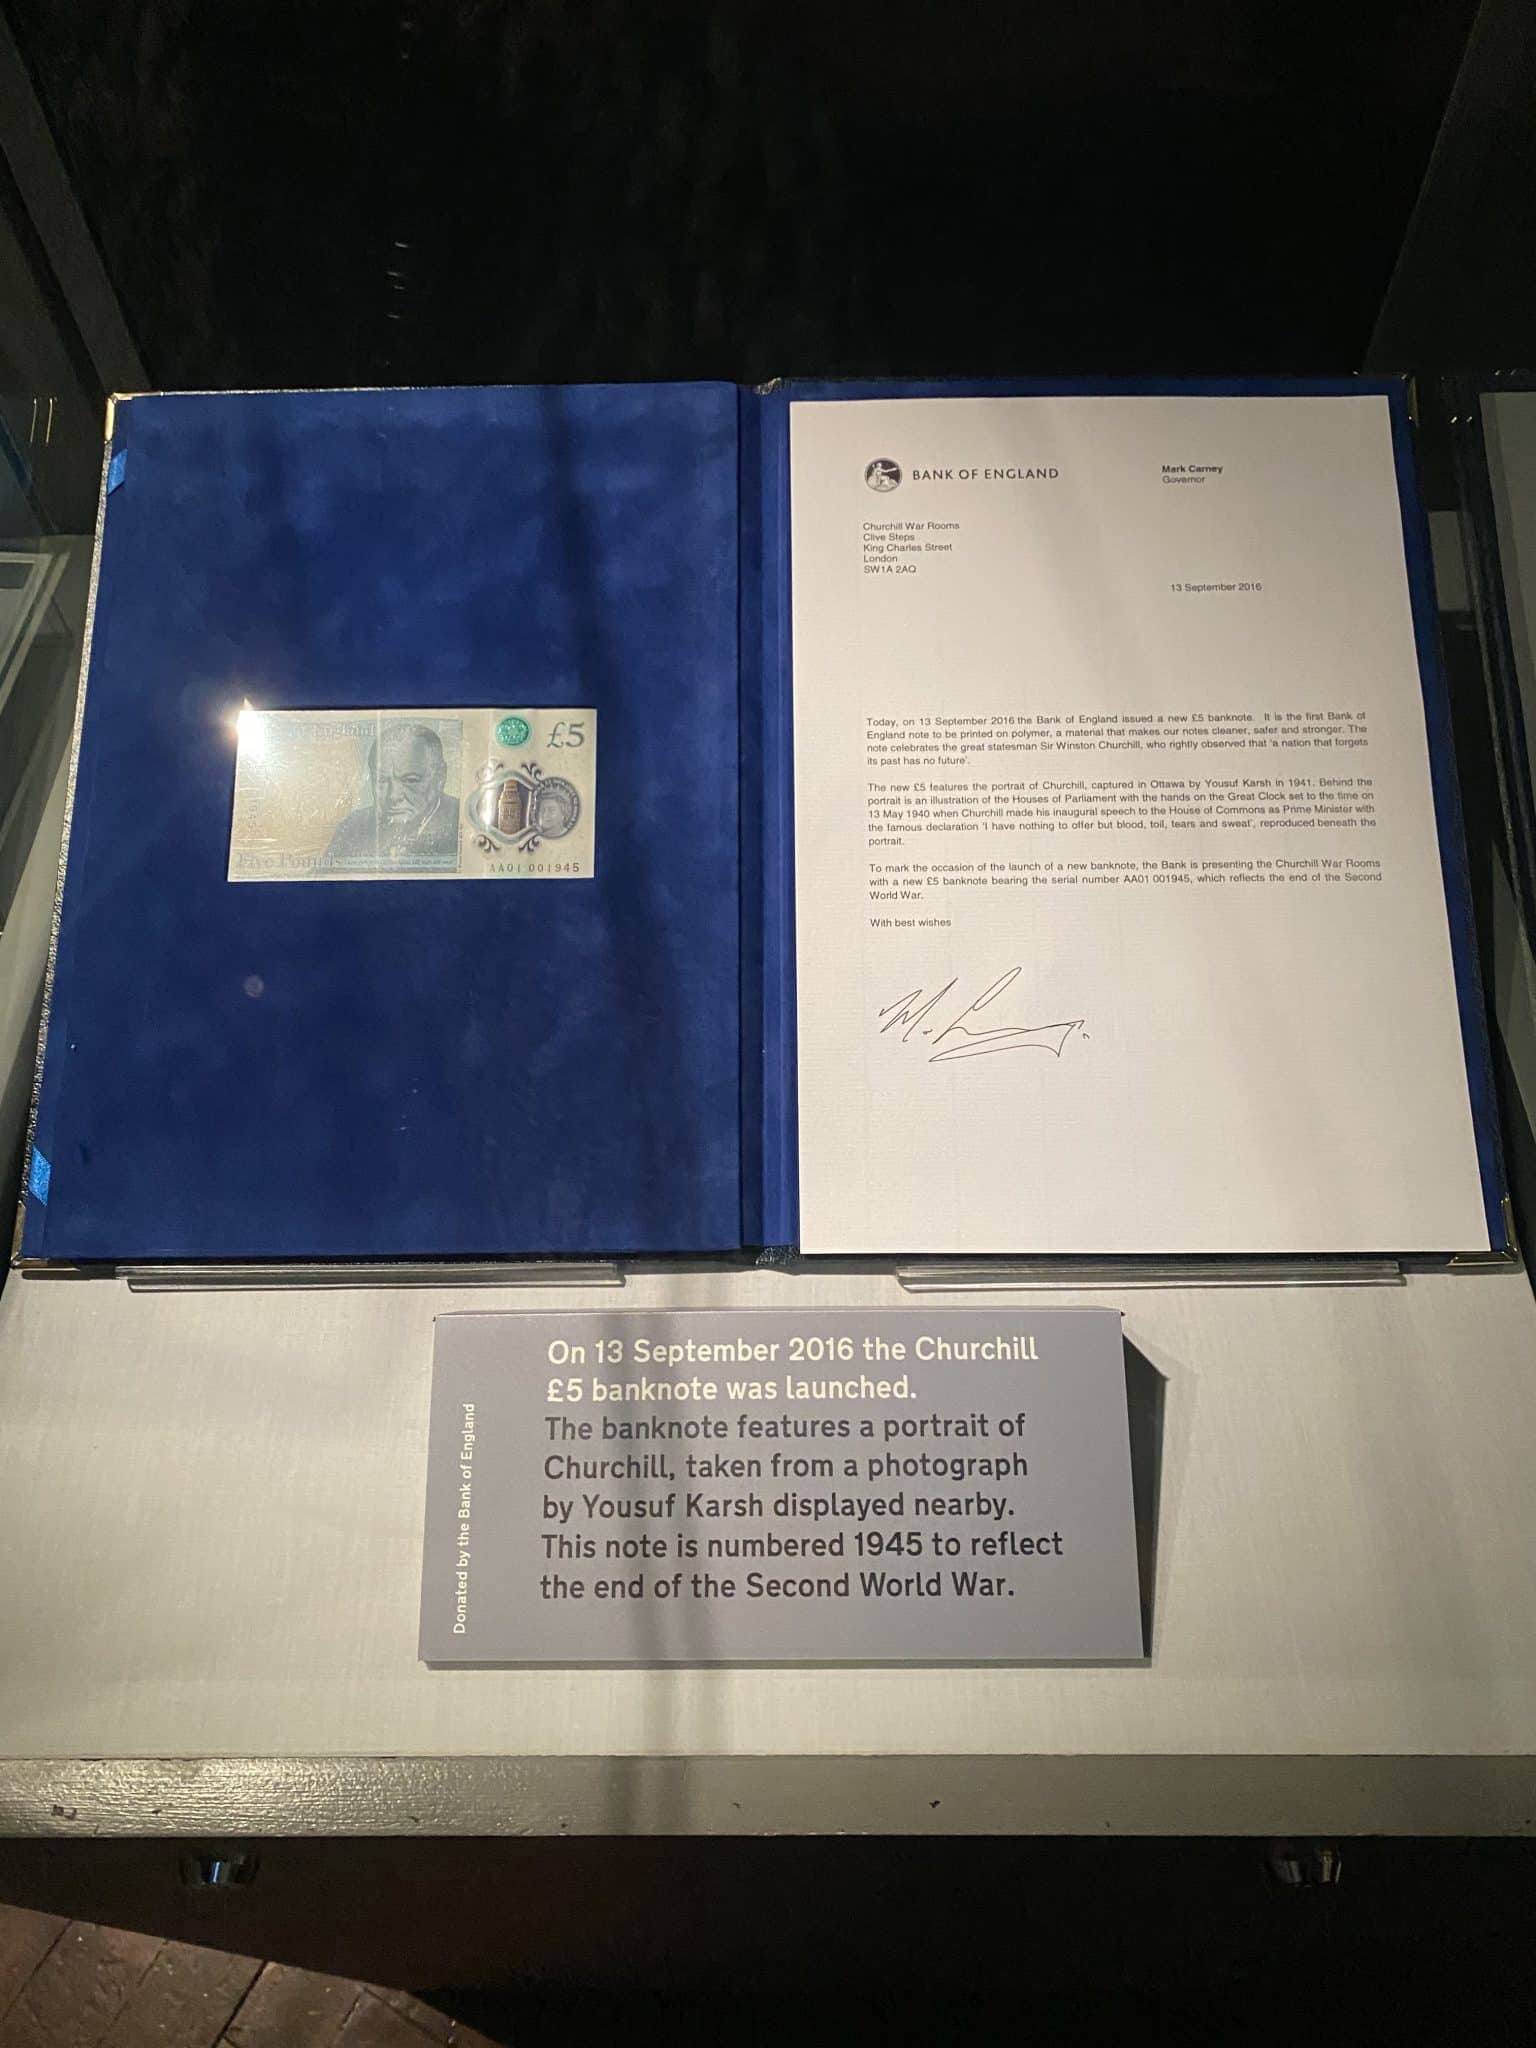 £5
Five Pounds
AA01 001945
BANK OF ENGLAND
Mark Carney
Governor
Churchill War Rooms
Clive Steps
King Charles Street
London
SW1A 2AQ
13 September 2016
Today, on 13 September 2016 the Bank of England issued a new £5 banknote. It is the first Bank of
England note to be printed on polymer, a material that makes our notes cleaner, safer and stronger. The
note celebrates the great statesman Sir Winston Churchill, who rightly observed that 'a nation that forgets
its past has no future'.
The new £5 features the portrait of Churchill, captured in Ottawa by Yousuf Karsh in 1941. Behind the
portrait is an illustration of the Houses of Parliament with the hands on the Great Clock set to the time on
13 May 1940 when Churchill made his inaugural speech to the House of Commons as Prime Minister with
the famous declaration 'I have nothing to offer but blood, toil, tears and sweat', reproduced beneath the
portrait.
To mark the occasion of the launch of a new banknote, the Bank is presenting the Churchill War Rooms
with a new £5 banknote bearing the serial number AA01 001945, which reflects the end of the Second
World War.
With best wishes
On 13 September 2016 the Churchill
£5 banknote was launched.
The banknote features a portrait of
Churchill, taken from a photograph
by Yousuf Karsh displayed nearby.
This note is numbered 1945 to reflect
the end of the Second World War.
Donated by the Bank of England